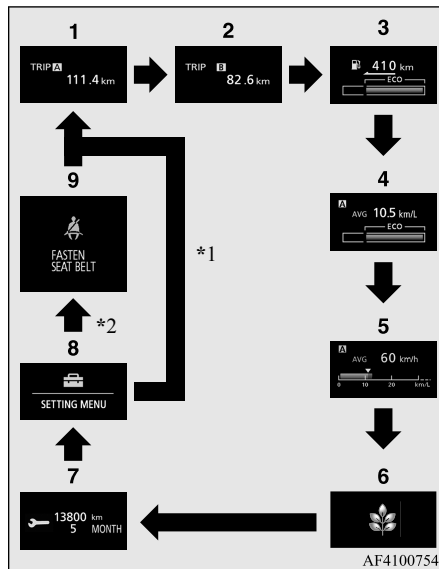 1
2
3
TRIP A
111.4 km
TRIP B
82.6 km
410 km
ECO
9
4
FASTEN
SEAT BELT
*1
A
AVG 10.5 km/L
ECO
*2
8
5
SETTING MENU
A
AVG 60 km/h
0 10 20 km/L
7
6
13800 km
5 MONTH
AF4100754